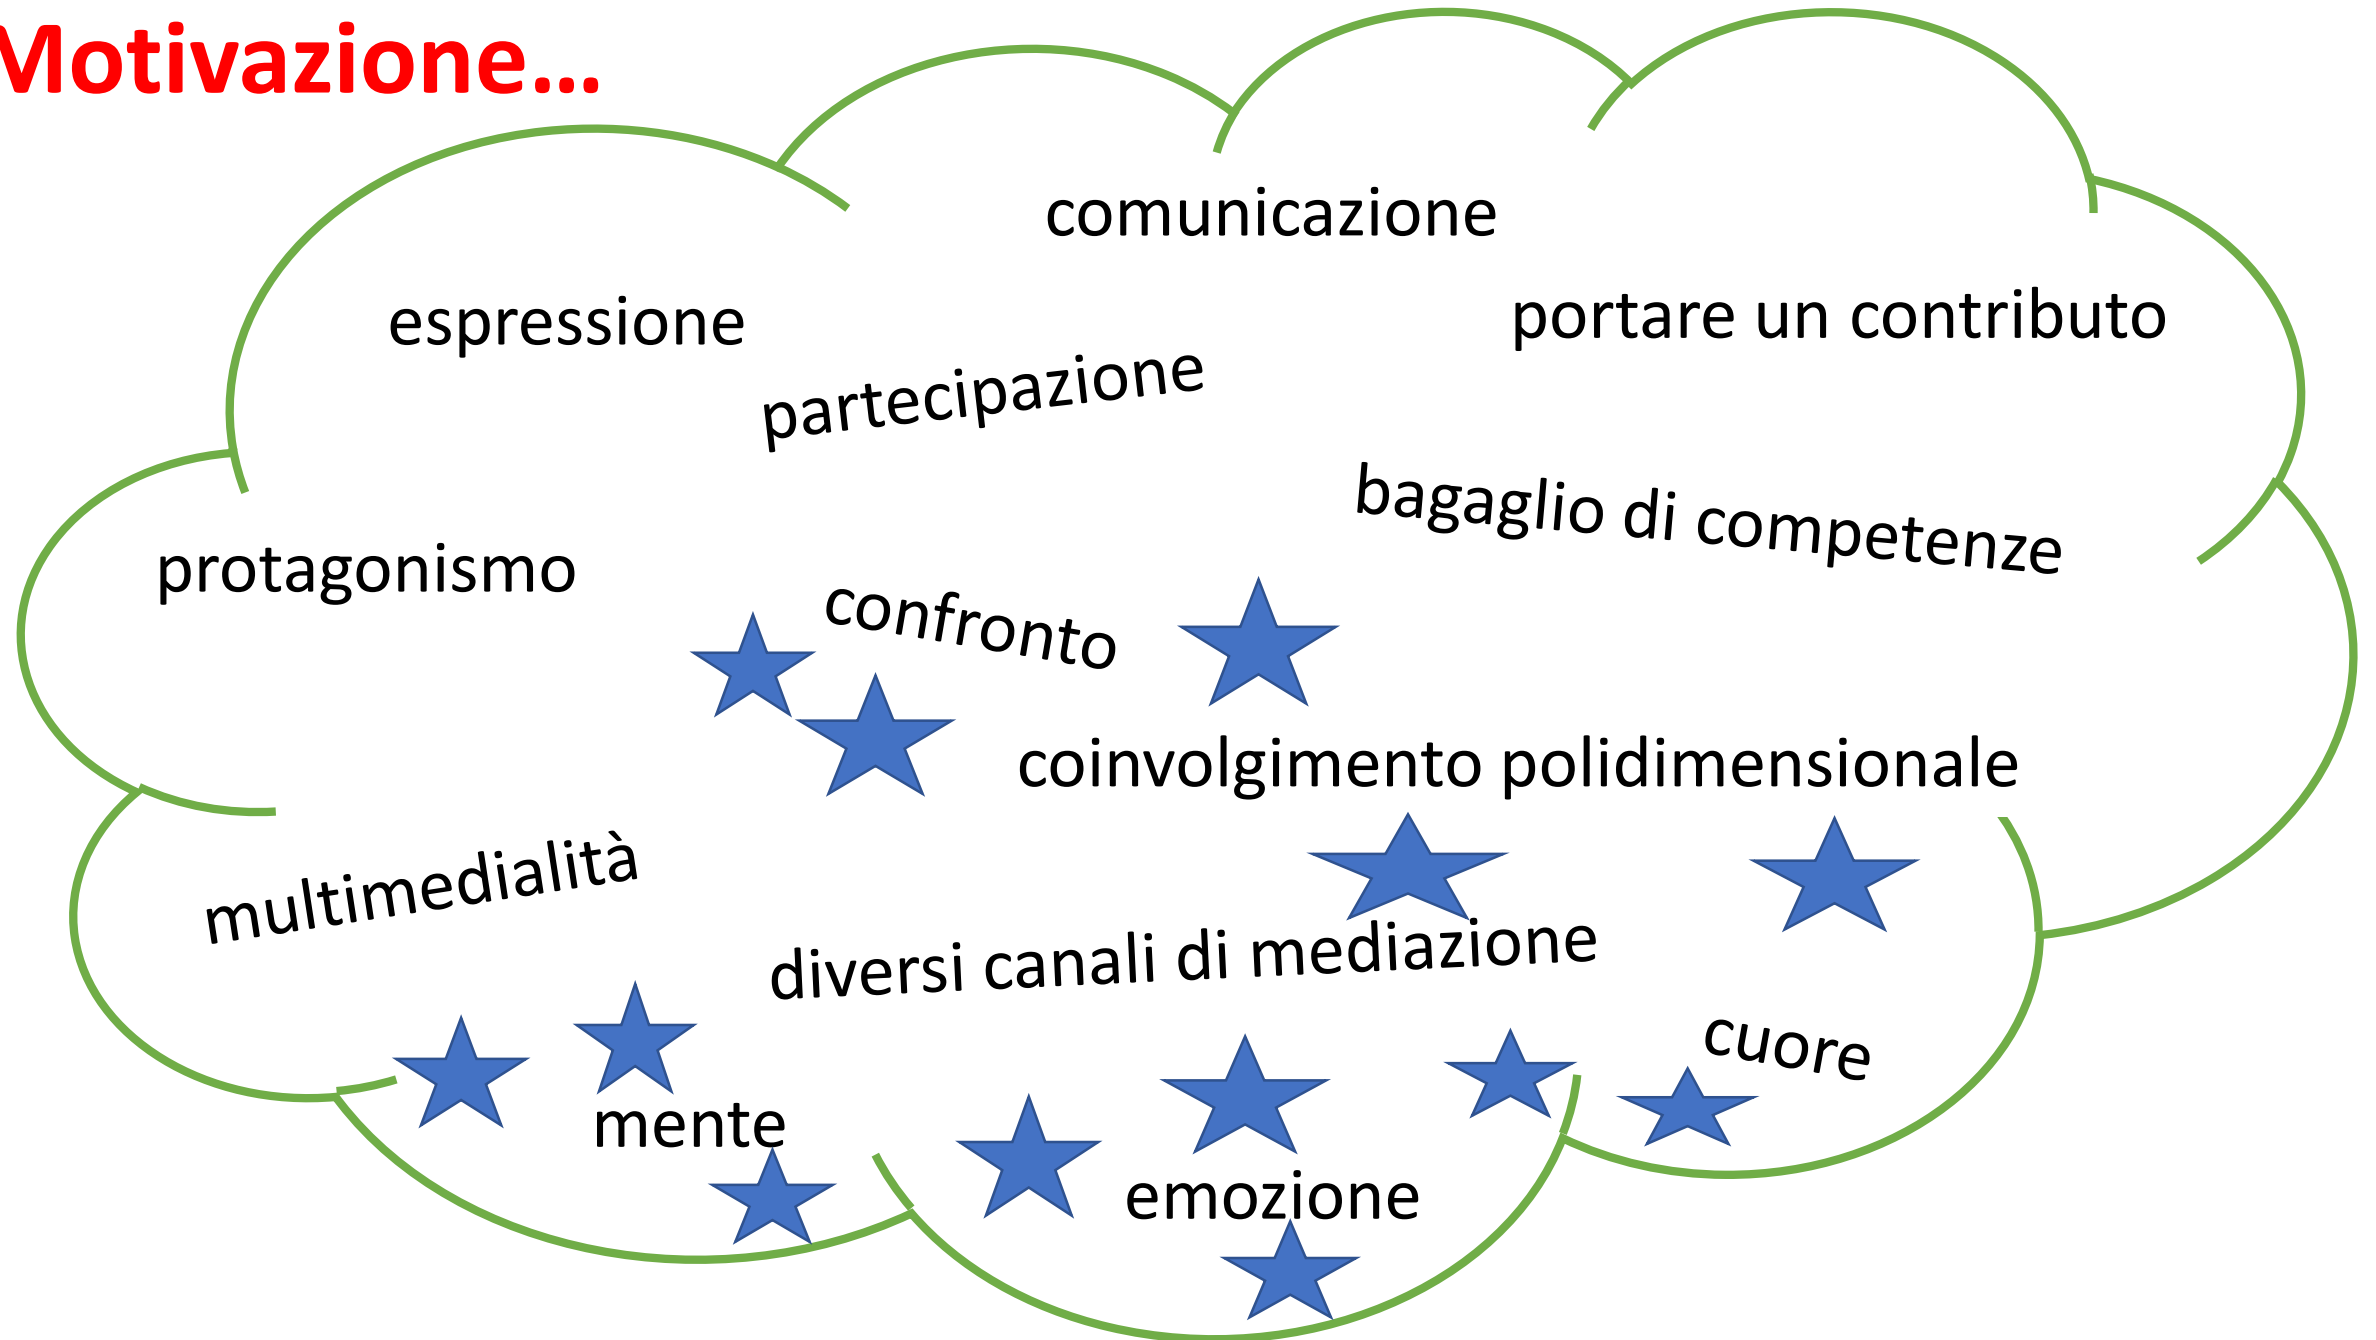 Motivazione…
comunicazione
espressione
portare un contributo
partecipazione
bagaglio di competenze
protagonismo
confronto
coinvolgimento polidimensionale
multimedialità
diversi canali di mediazione
cuore
mente
emozione